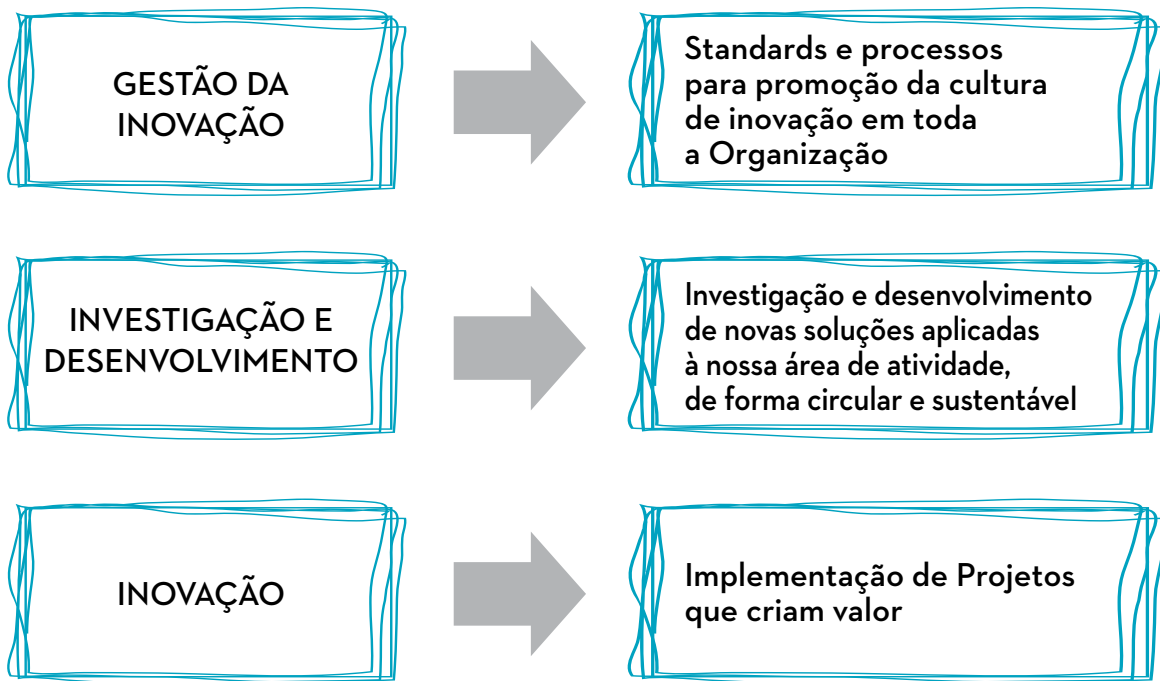 GESTÃO DA
INOVAÇÃO
Standards e processos
para promoção da cultura
de inovação em toda
a Organização
INVESTIGAÇÃO E
DESENVOLVIMENTO
Investigação e desenvolvimento
de novas soluções aplicadas
à nossa área de atividade,
de forma circular e sustentável
INOVAÇÃO
Implementação de Projetos
que criam valor